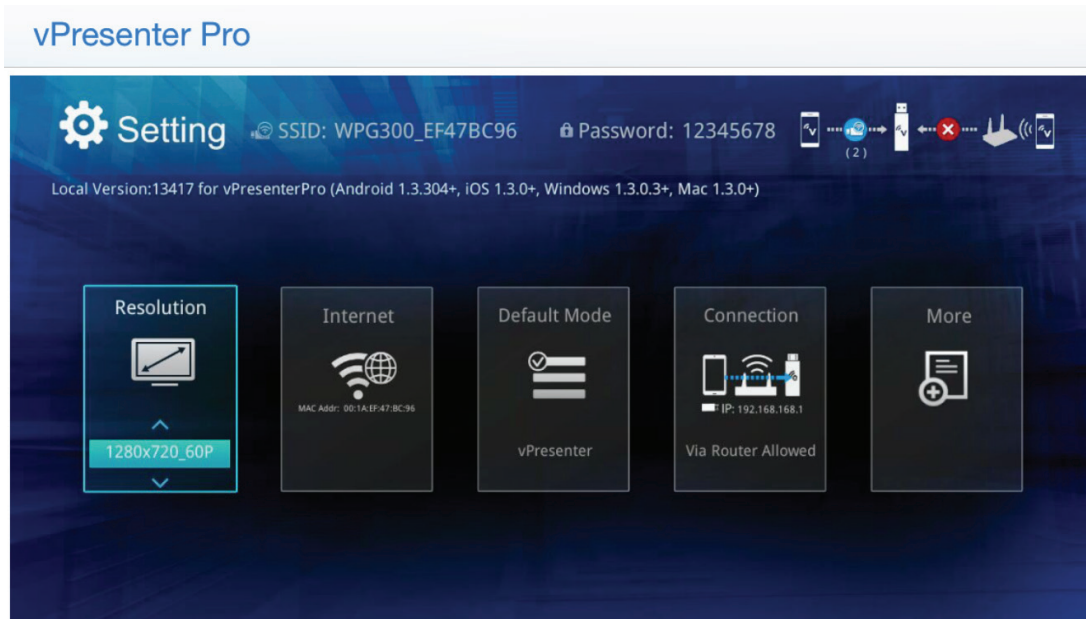 vPresenter Pro
Setting
SSID: WPG300_EF47BC96
Password: 12345678
(2)
Local Version:13417 for vPresenterPro (Android 1.3.304+, iOS 1.3.0+, Windows 1.3.0.3+, Mac 1.3.0+)
Resolution
1280x720_60P
Internet
MAC Addr: 00:1A:EF:47:BC:96
Default Mode
vPresenter
Connection
IP: 192.168.168.1
Via Router Allowed
More